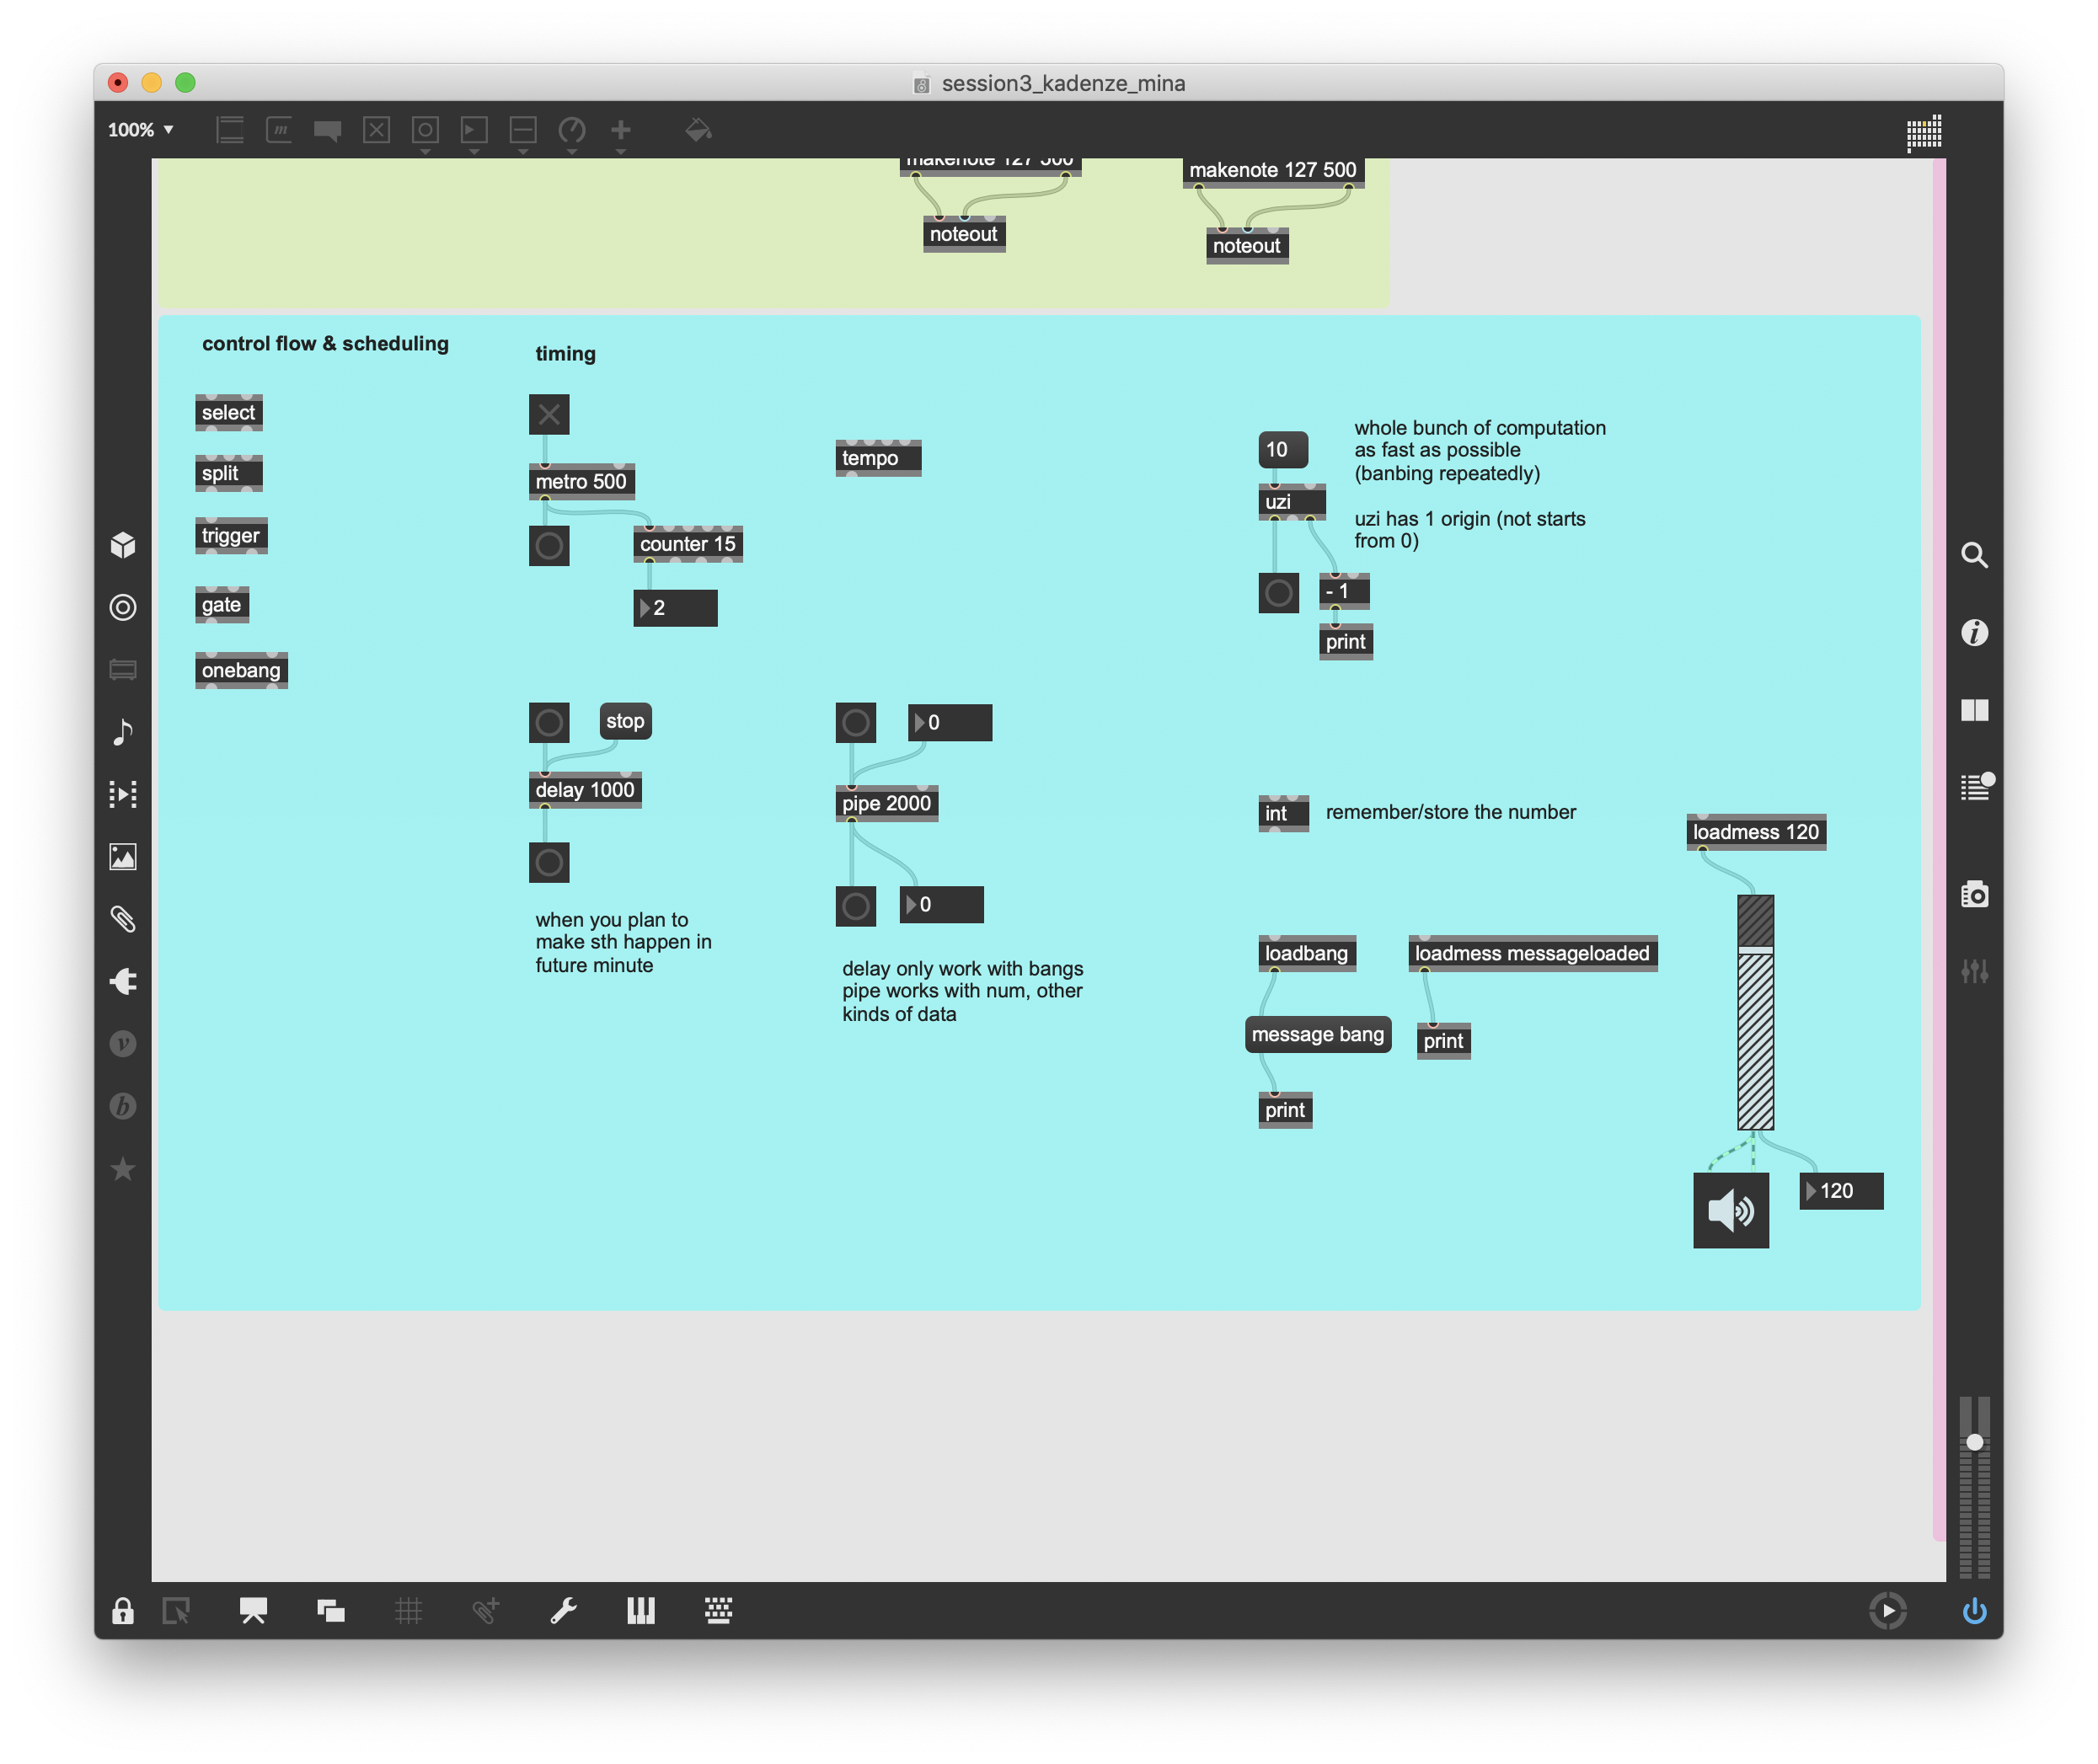 session3_kadenze_mina
100%
makenote 127 500
makenote 127 500
noteout
noteout
control flow & scheduling
timing
select
split
trigger
gate
onebang
metro 500
counter 15
2
tempo
10
uzi
- 1
print
whole bunch of computation
as fast as possible
(banbing repeatedly)
uzi has 1 origin (not starts
from 0)
stop
delay 1000
when you plan to
make sth happen in
future minute
0
pipe 2000
0
delay only work with bangs
pipe works with num, other
kinds of data
int
remember/store the number
loadbang
message bang
print
loadmess messageloaded
print
loadmess 120
120